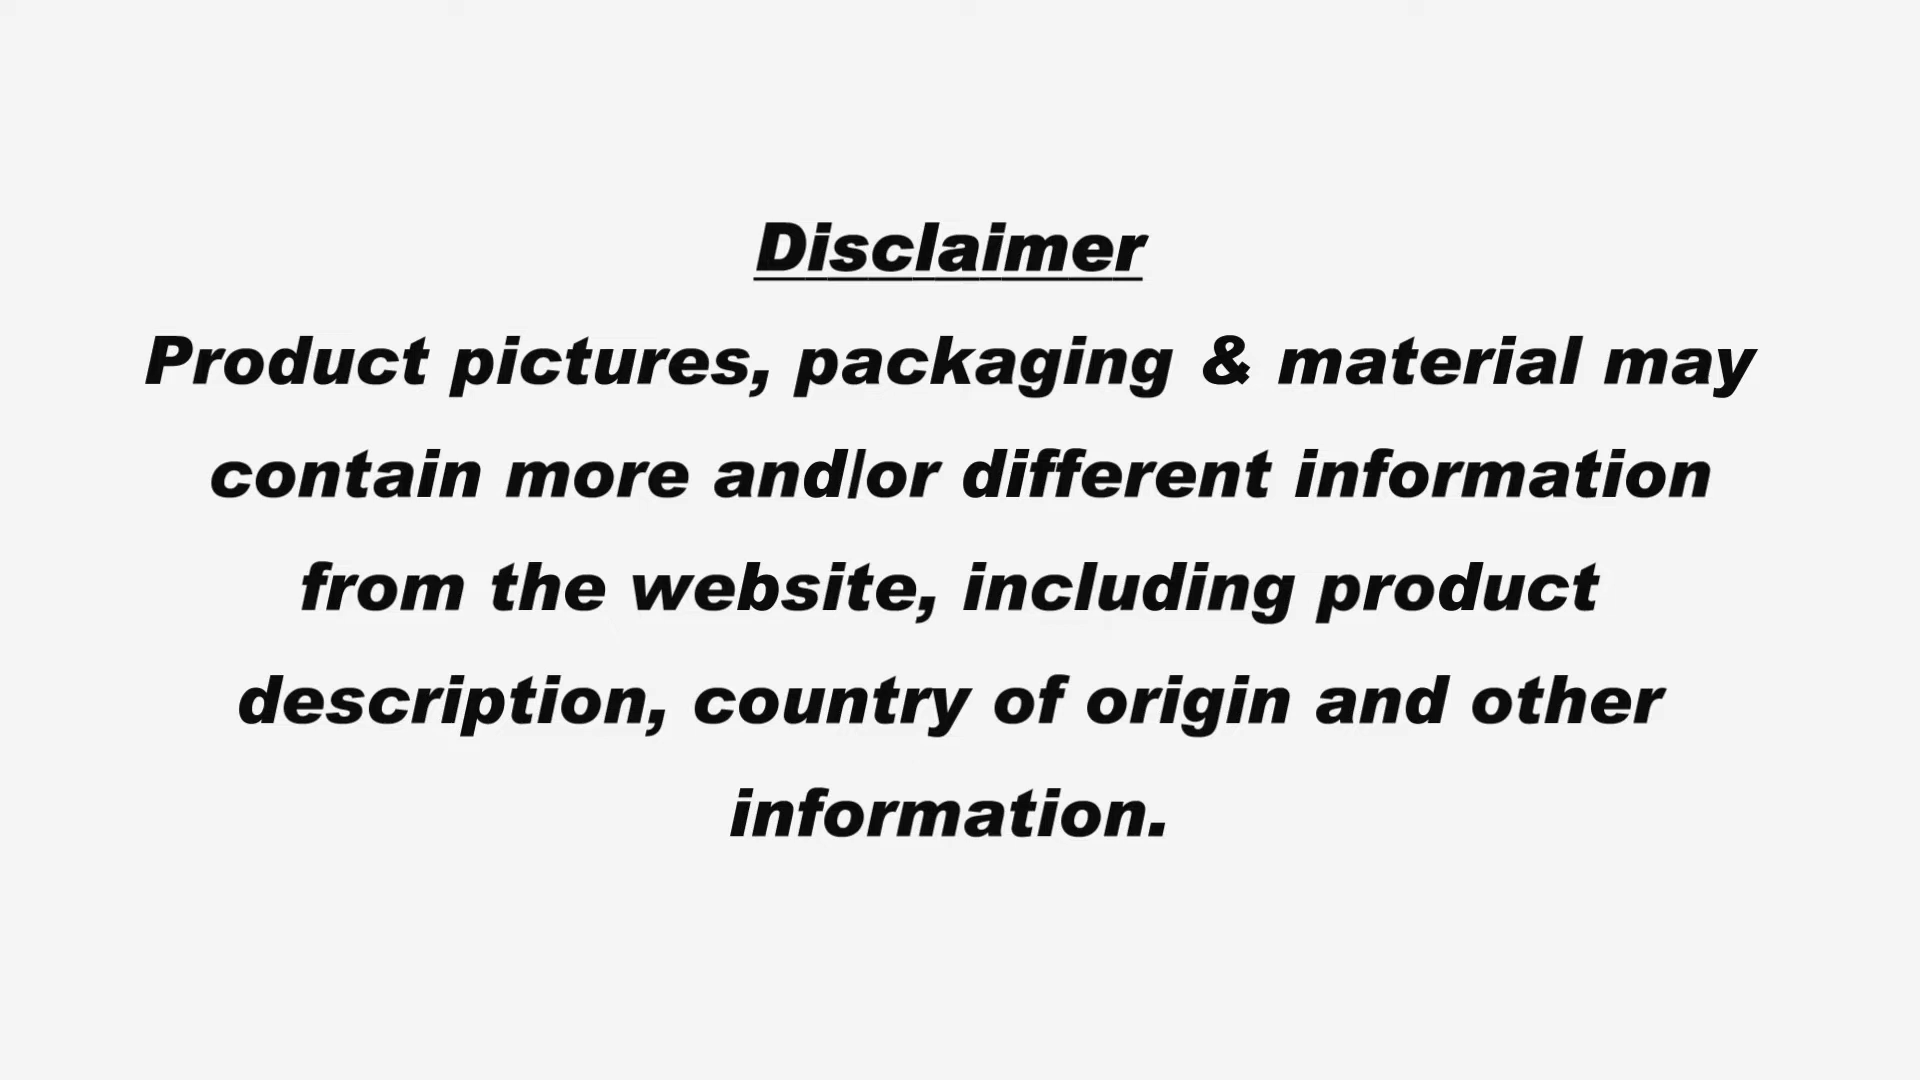 Disclaimer
Product pictures, packaging & material may
contain more and/or different information
from the website, including product
description, country of origin and other
information.